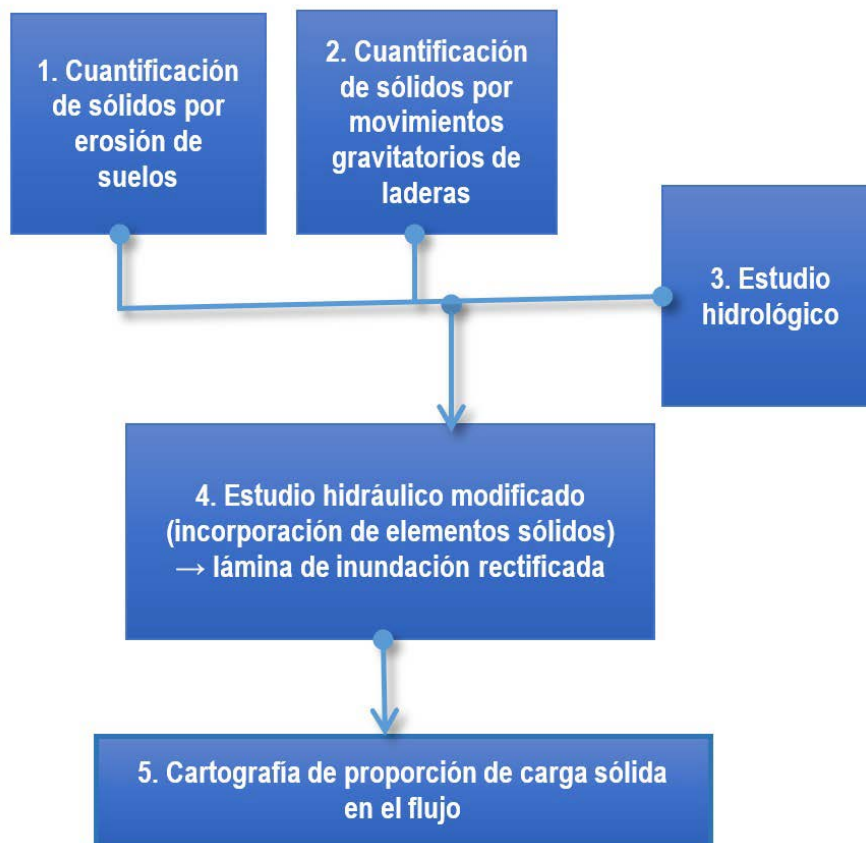 1. Cuantificación
de sólidos por
erosión de
suelos
2. Cuantificación
de sólidos por
movimientos
gravitatorios de
laderas
3. Estudio
hidrológico
4. Estudio hidráulico modificado
(incorporación de elementos sólidos)
→ lámina de inundación rectificada
5. Cartografía de proporción de carga sólida
en el flujo